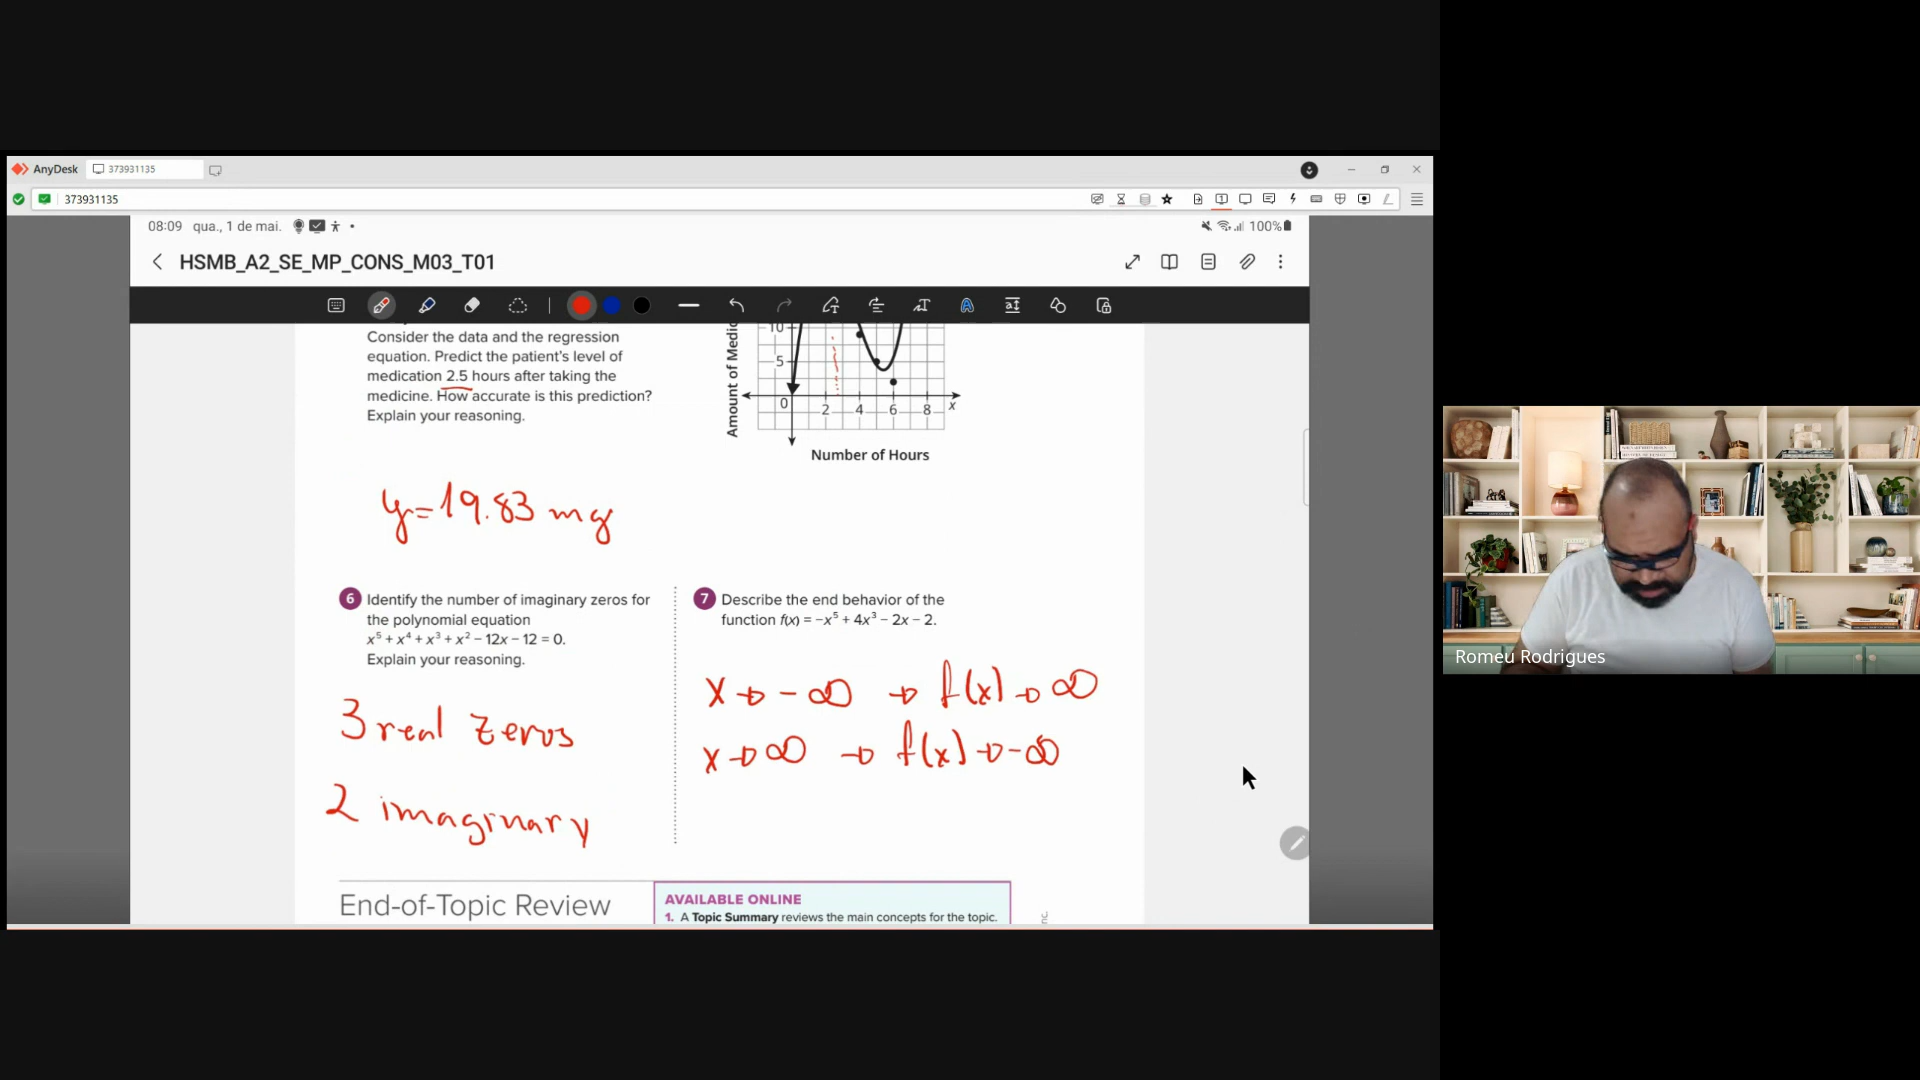 AnyDesk
373931135
373931135
08:09 qua., 1 de mai.
100%
HSMB_A2_SE_MP_CONS_M03_T01
Consider the data and the regression
equation. Predict the patient's level of
medication 2.5 hours after taking the
medicine. How accurate is this prediction?
Explain your reasoning.
Amount of Medic
10
5
0 2 4 6 8 x
Number of Hours
y=19.83 mg
6 Identify the number of imaginary zeros for
the polynomial equation
x⁵ + x⁴ + x³ + x² − 12x − 12 = 0.
Explain your reasoning.
3 real zeros
2 imaginary
7 Describe the end behavior of the
function f(x) = −x⁵ + 4x³ − 2x − 2.
x → -∞ → f(x) → ∞
x → ∞ → f(x) → -∞
End-of-Topic Review
AVAILABLE ONLINE
1. A Topic Summary reviews the main concepts for the topic.
nc.
Romeu Rodrigues